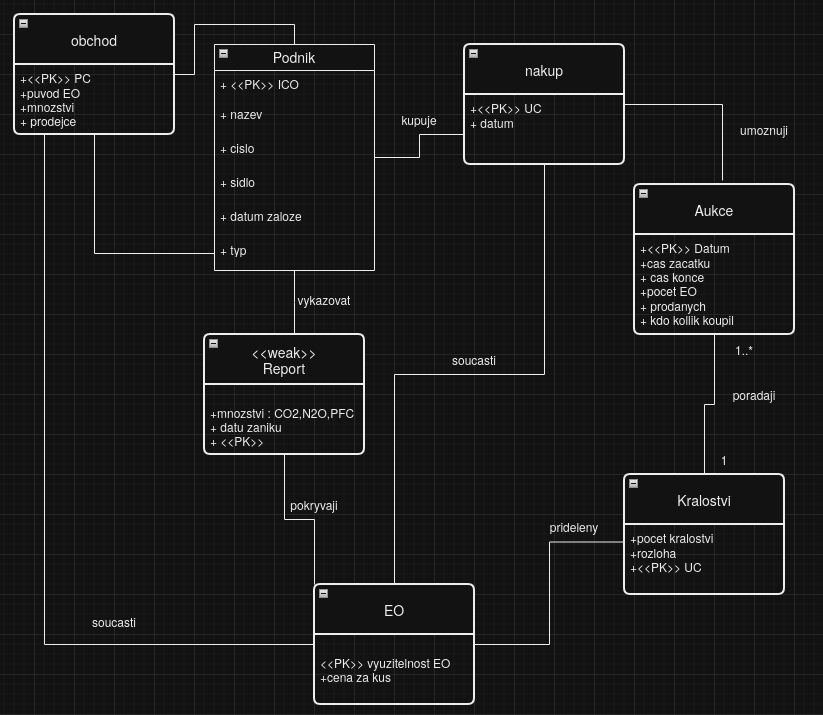 obchod
+<<PK>> PC
+puvod EO
+mnozstvi
+ prodejce
Podnik
+ <<PK>> ICO
+ nazev
+ cislo
+ sidlo
+ datum zaloze
+ typ
kupuje
nakup
+<<PK>> UC
+ datum
umoznuji
Aukce
+<<PK>> Datum
+cas zacatku
+ cas konce
+pocet EO
+ prodanych
+ kdo kollik koupil
vykazovat
<<weak>>
Report
+mnozstvi : CO2,N2O,PFC
+ datu zaniku
+ <<PK>>
soucasti
1..*
poradaji
1
Kralostvi
+pocet kralostvi
+rozloha
+<<PK>> UC
pokryvaji
prideleny
EO
<<PK>> vyuzitelnost EO
+cena za kus
soucasti